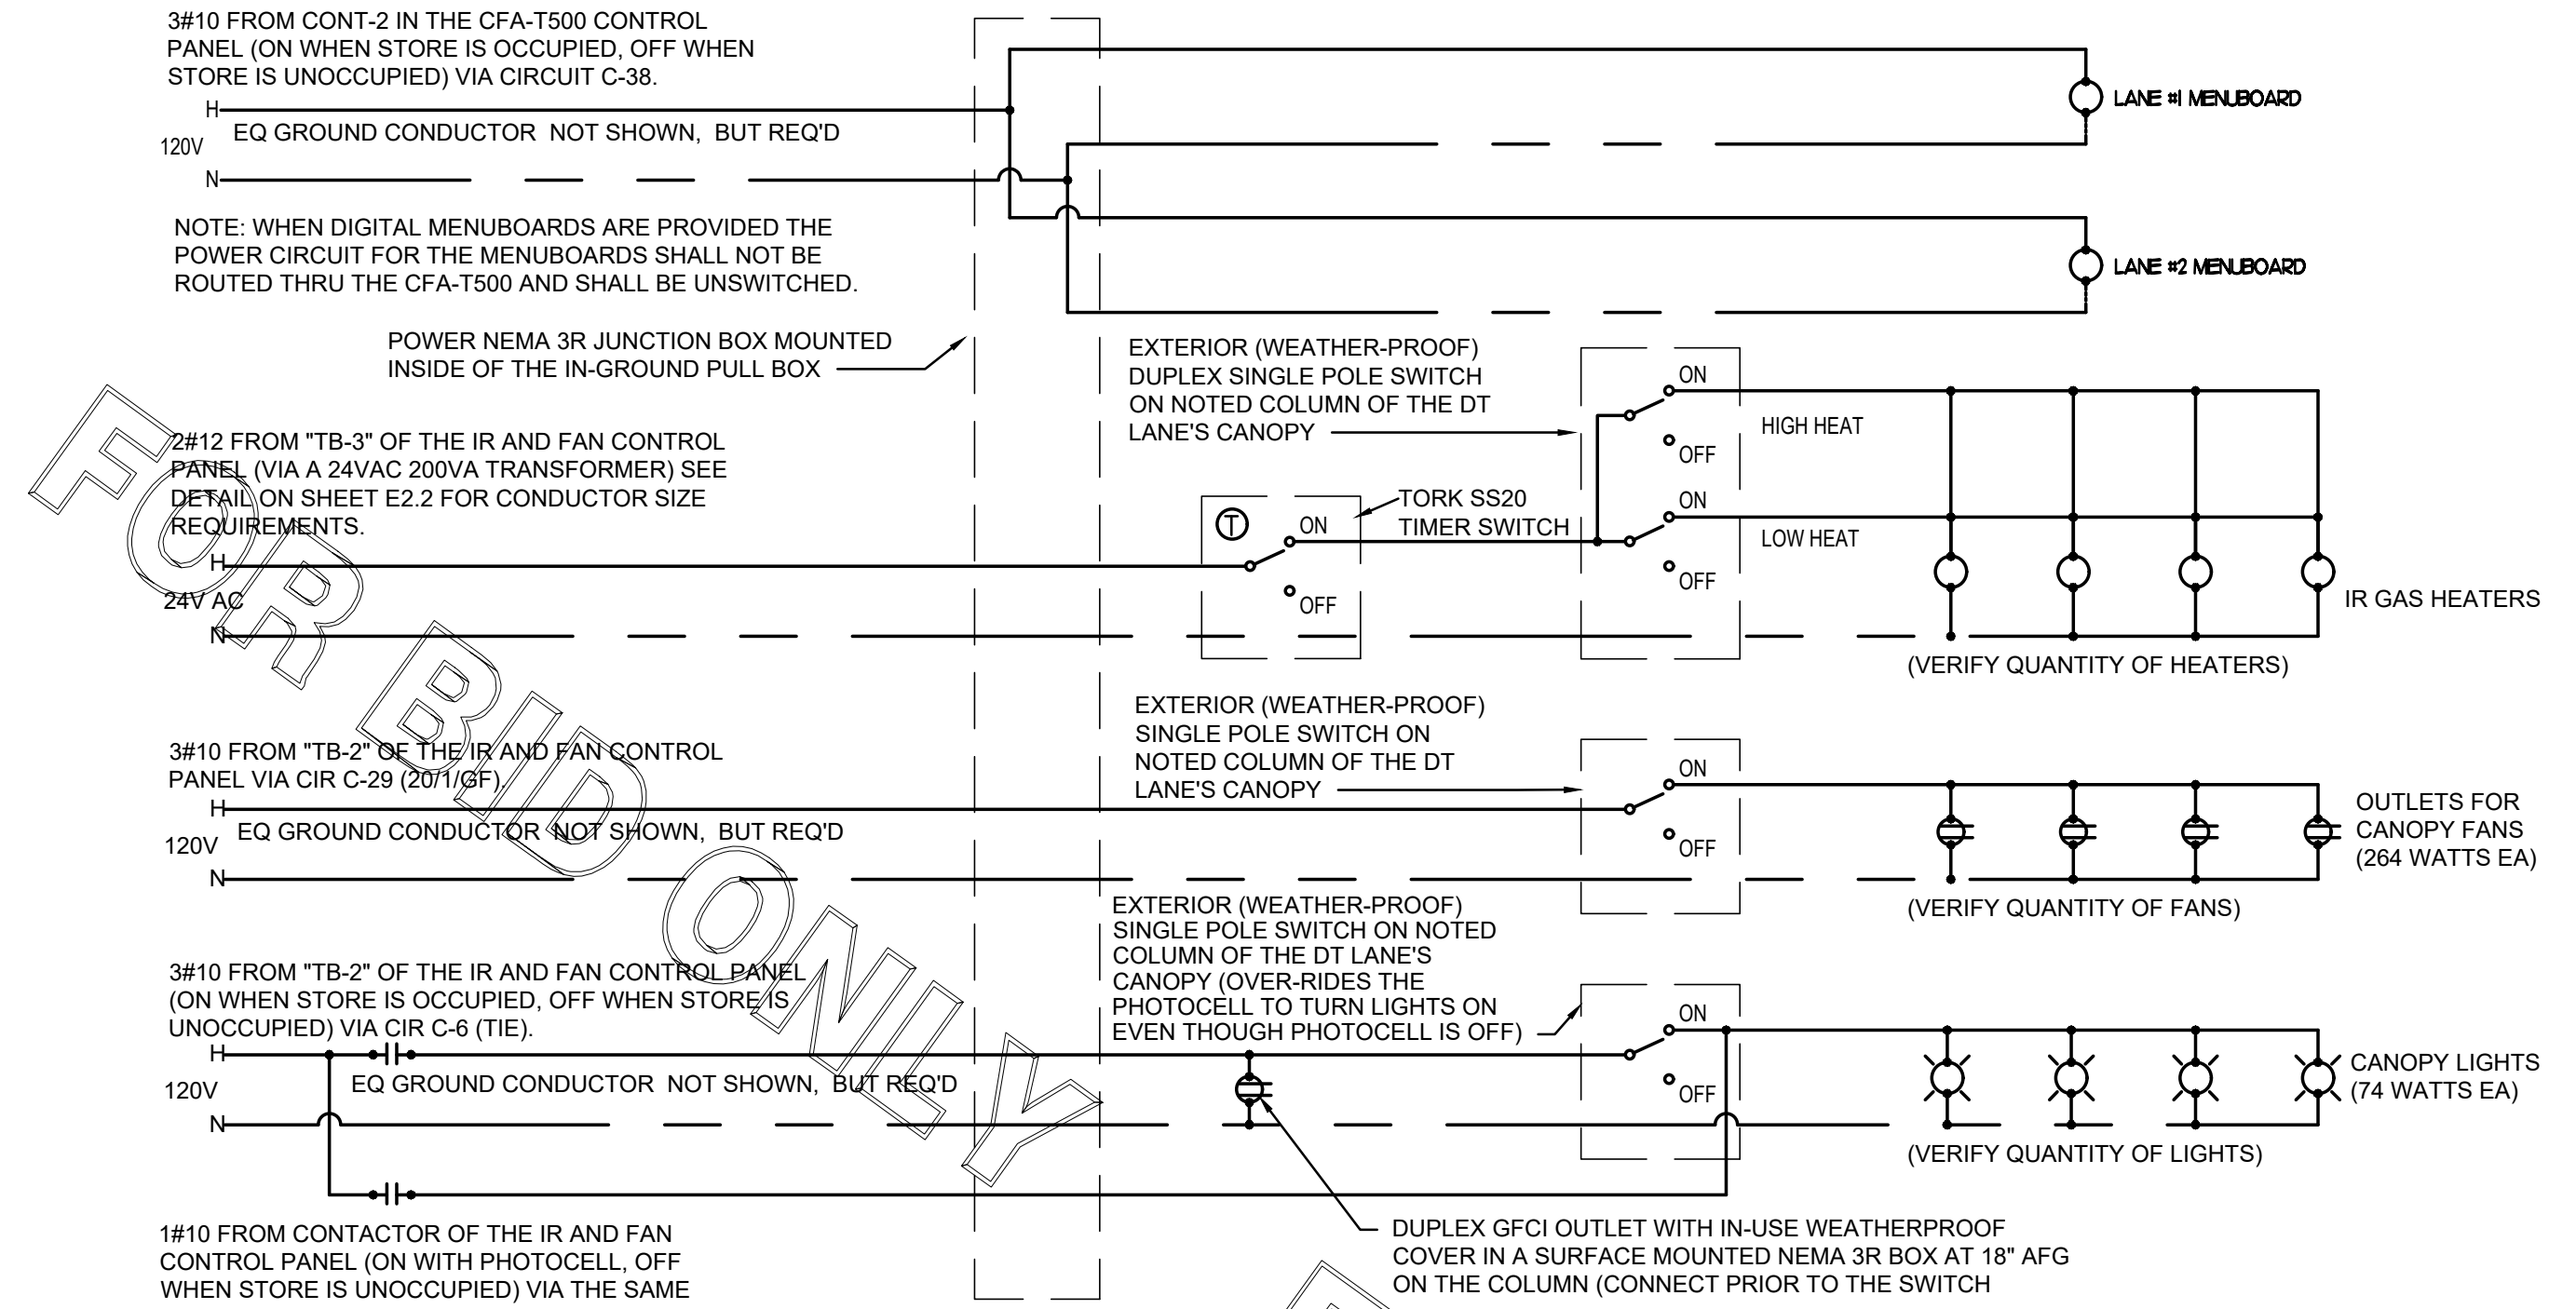 3#10 FROM CONT-2 IN THE CFA-T500 CONTROL
PANEL (ON WHEN STORE IS OCCUPIED, OFF WHEN
STORE IS UNOCCUPIED) VIA CIRCUIT C-38.
H
EQ GROUND CONDUCTOR NOT SHOWN, BUT REQ'D
120V
N
LANE #1 MENUBOARD
LANE #2 MENUBOARD
NOTE: WHEN DIGITAL MENUBOARDS ARE PROVIDED THE
POWER CIRCUIT FOR THE MENUBOARDS SHALL NOT BE
ROUTED THRU THE CFA-T500 AND SHALL BE UNSWITCHED.
POWER NEMA 3R JUNCTION BOX MOUNTED
INSIDE OF THE IN-GROUND PULL BOX
EXTERIOR (WEATHER-PROOF)
DUPLEX SINGLE POLE SWITCH
ON NOTED COLUMN OF THE DT
LANE'S CANOPY
ON
HIGH HEAT
OFF
ON
LOW HEAT
OFF
2#12 FROM "TB-3" OF THE IR AND FAN CONTROL
PANEL (VIA A 24VAC 200VA TRANSFORMER) SEE
DETAIL ON SHEET E2.2 FOR CONDUCTOR SIZE
REQUIREMENTS.
H
24V AC
N
T
ON
OFF
TORK SS20
TIMER SWITCH
IR GAS HEATERS
(VERIFY QUANTITY OF HEATERS)
3#10 FROM "TB-2" OF THE IR AND FAN CONTROL
PANEL VIA CIR C-29 (20/1/GF).
H
EQ GROUND CONDUCTOR NOT SHOWN, BUT REQ'D
120V
N
EXTERIOR (WEATHER-PROOF)
SINGLE POLE SWITCH ON
NOTED COLUMN OF THE DT
LANE'S CANOPY
ON
OFF
OUTLETS FOR
CANOPY FANS
(264 WATTS EA)
(VERIFY QUANTITY OF FANS)
3#10 FROM "TB-2" OF THE IR AND FAN CONTROL PANEL
(ON WHEN STORE IS OCCUPIED, OFF WHEN STORE IS
UNOCCUPIED) VIA CIR C-6 (TIE).
H
EQ GROUND CONDUCTOR NOT SHOWN, BUT REQ'D
120V
N
EXTERIOR (WEATHER-PROOF)
SINGLE POLE SWITCH ON NOTED
COLUMN OF THE DT LANE'S
CANOPY (OVER-RIDES THE
PHOTOCELL TO TURN LIGHTS ON
EVEN THOUGH PHOTOCELL IS OFF)
ON
OFF
CANOPY LIGHTS
(74 WATTS EA)
(VERIFY QUANTITY OF LIGHTS)
1#10 FROM CONTACTOR OF THE IR AND FAN
CONTROL PANEL (ON WITH PHOTOCELL, OFF
WHEN STORE IS UNOCCUPIED) VIA THE SAME
DUPLEX GFCI OUTLET WITH IN-USE WEATHERPROOF
COVER IN A SURFACE MOUNTED NEMA 3R BOX AT 18" AFG
ON THE COLUMN (CONNECT PRIOR TO THE SWITCH
FOR BID ONLY